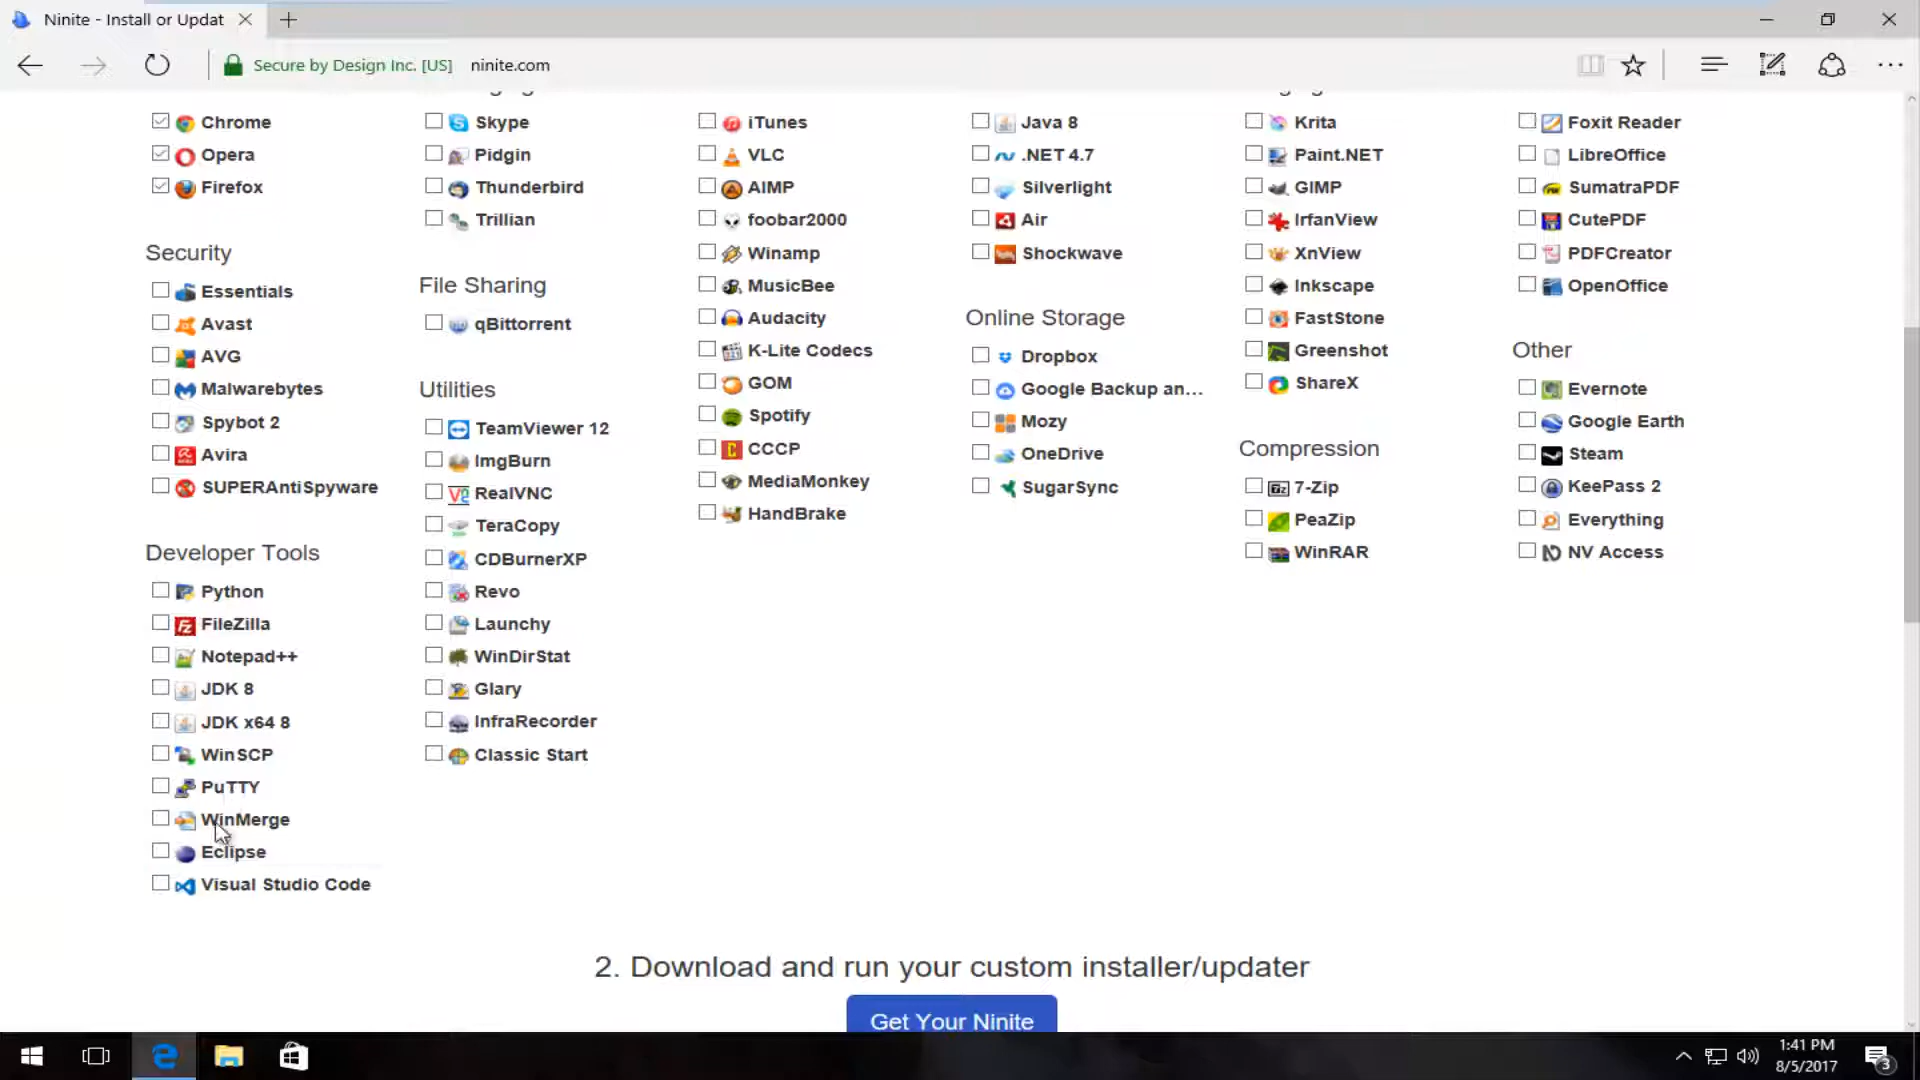 Ninite - Install or Updat
Secure by Design Inc. [US] ninite.com
Chrome
Opera
Firefox
Security
Essentials
Avast
AVG
Malwarebytes
Spybot 2
Avira
SUPERAntiSpyware
Developer Tools
Python
FileZilla
Notepad++
JDK 8
JDK x64 8
WinSCP
PuTTY
WinMerge
Eclipse
Visual Studio Code
Skype
Pidgin
Thunderbird
Trillian
File Sharing
qBittorrent
Utilities
TeamViewer 12
ImgBurn
RealVNC
TeraCopy
CDBurnerXP
Revo
Launchy
WinDirStat
Glary
InfraRecorder
Classic Start
iTunes
VLC
AIMP
foobar2000
Winamp
MusicBee
Audacity
K-Lite Codecs
GOM
Spotify
CCCP
MediaMonkey
HandBrake
Java 8
.NET 4.7
Silverlight
Air
Shockwave
Online Storage
Dropbox
Google Backup an...
Mozy
OneDrive
SugarSync
Krita
Paint.NET
GIMP
IrfanView
XnView
Inkscape
FastStone
Greenshot
ShareX
Compression
7-Zip
PeaZip
WinRAR
Foxit Reader
LibreOffice
SumatraPDF
CutePDF
PDFCreator
OpenOffice
Other
Evernote
Google Earth
Steam
KeePass 2
Everything
NV Access
2. Download and run your custom installer/updater
Get Your Ninite
1:41 PM
8/5/2017
3